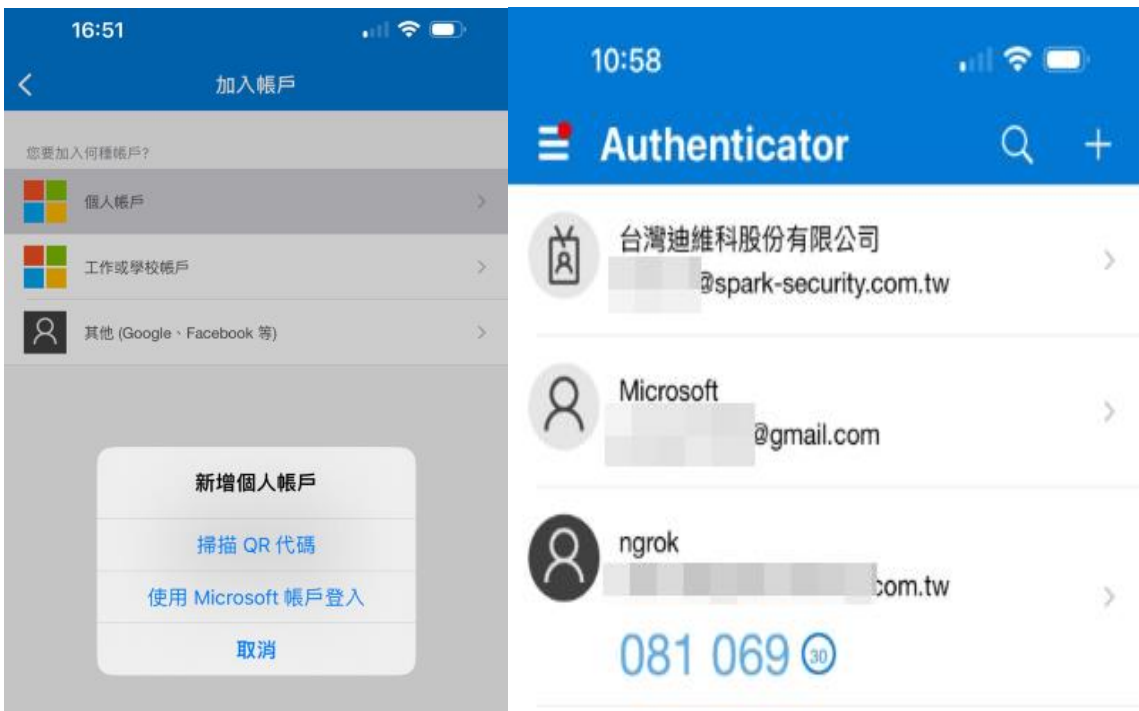 16:51
加入帳戶
您要加入何種帳戶?
個人帳戶
工作或學校帳戶
其他 (Google、Facebook 等)
新增個人帳戶
掃描 QR 代碼
使用 Microsoft 帳戶登入
取消
10:58
Authenticator
台灣迪維科股份有限公司
@spark-security.com.tw
Microsoft
@gmail.com
ngrok
com.tw
081 069 30